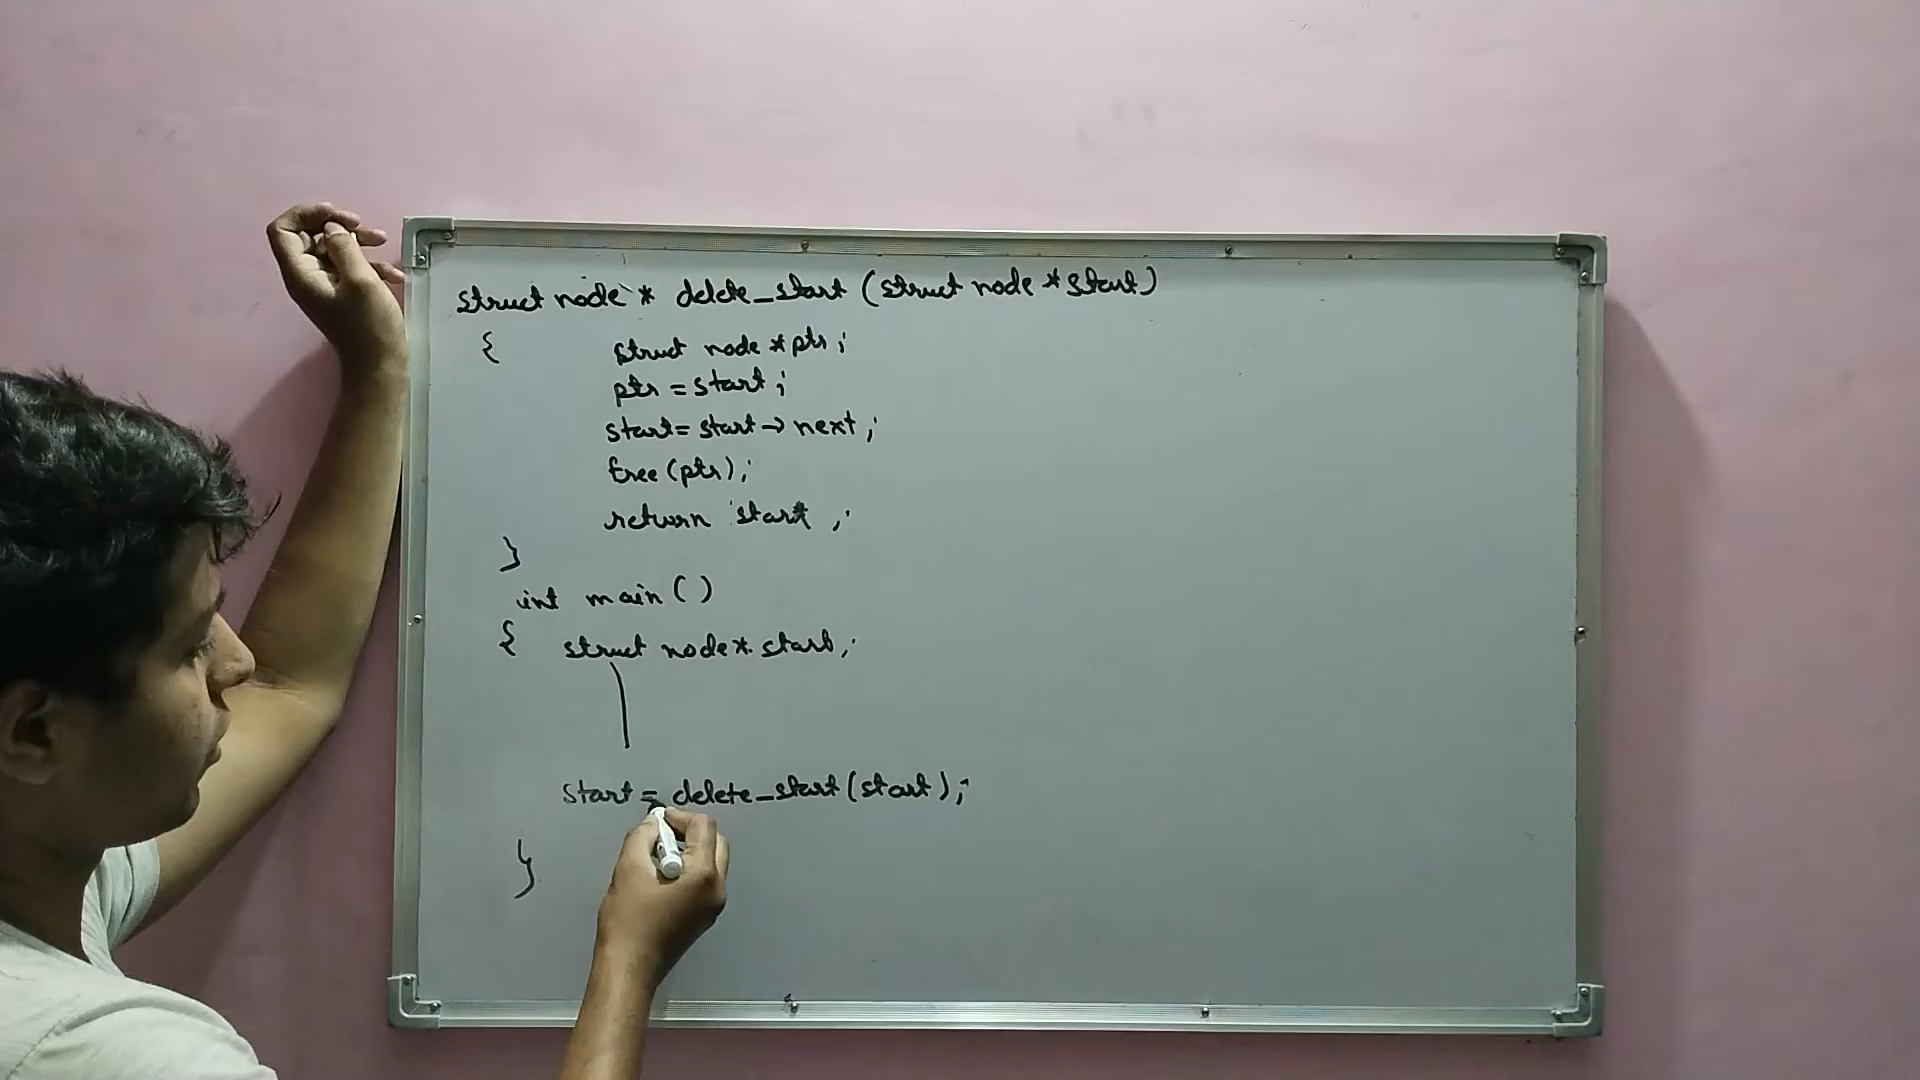 struct node * delete_start (struct node *start)
{ struct node *ptr;
ptr = start;
start = start → next;
free (ptr);
return start ;
}
int main ( )
{ struct node *. start;
start = delete_start (start);
}